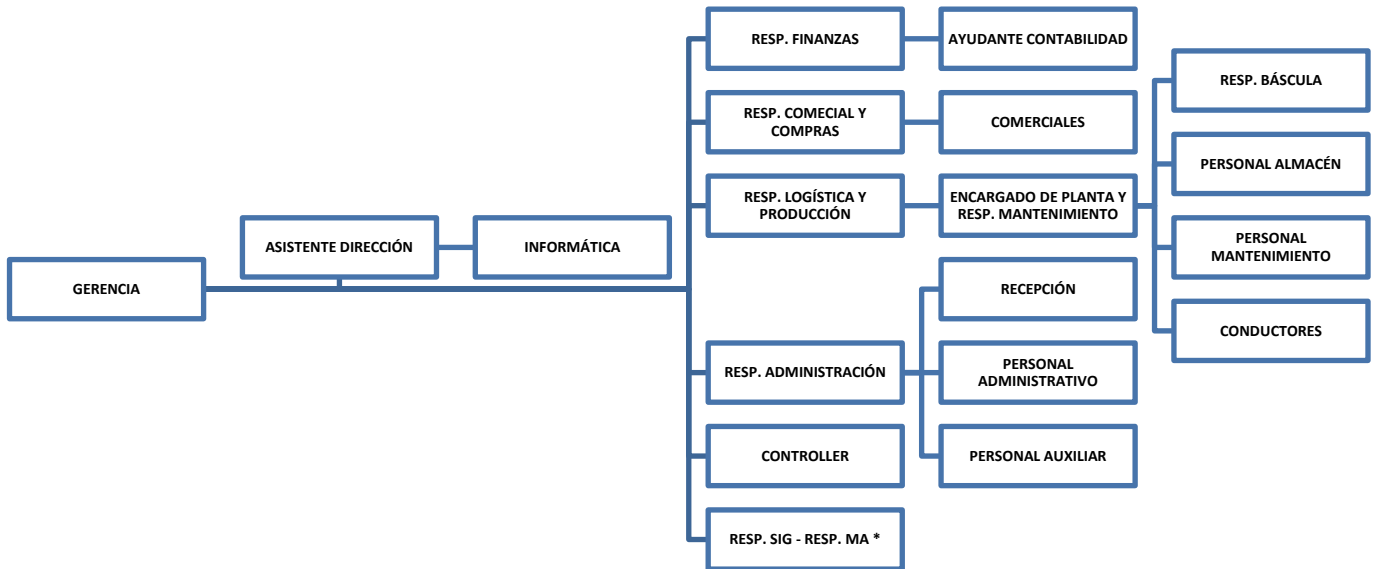 GERENCIA
ASISTENTE DIRECCIÓN
INFORMÁTICA
RESP. FINANZAS
AYUDANTE CONTABILIDAD
RESP. COMECIAL Y
COMPRAS
COMERCIALES
RESP. LOGÍSTICA Y
PRODUCCIÓN
ENCARGADO DE PLANTA Y
RESP. MANTENIMIENTO
RESP. BÁSCULA
PERSONAL ALMACÉN
PERSONAL
MANTENIMIENTO
CONDUCTORES
RESP. ADMINISTRACIÓN
RECEPCIÓN
PERSONAL
ADMINISTRATIVO
PERSONAL AUXILIAR
CONTROLLER
RESP. SIG - RESP. MA *